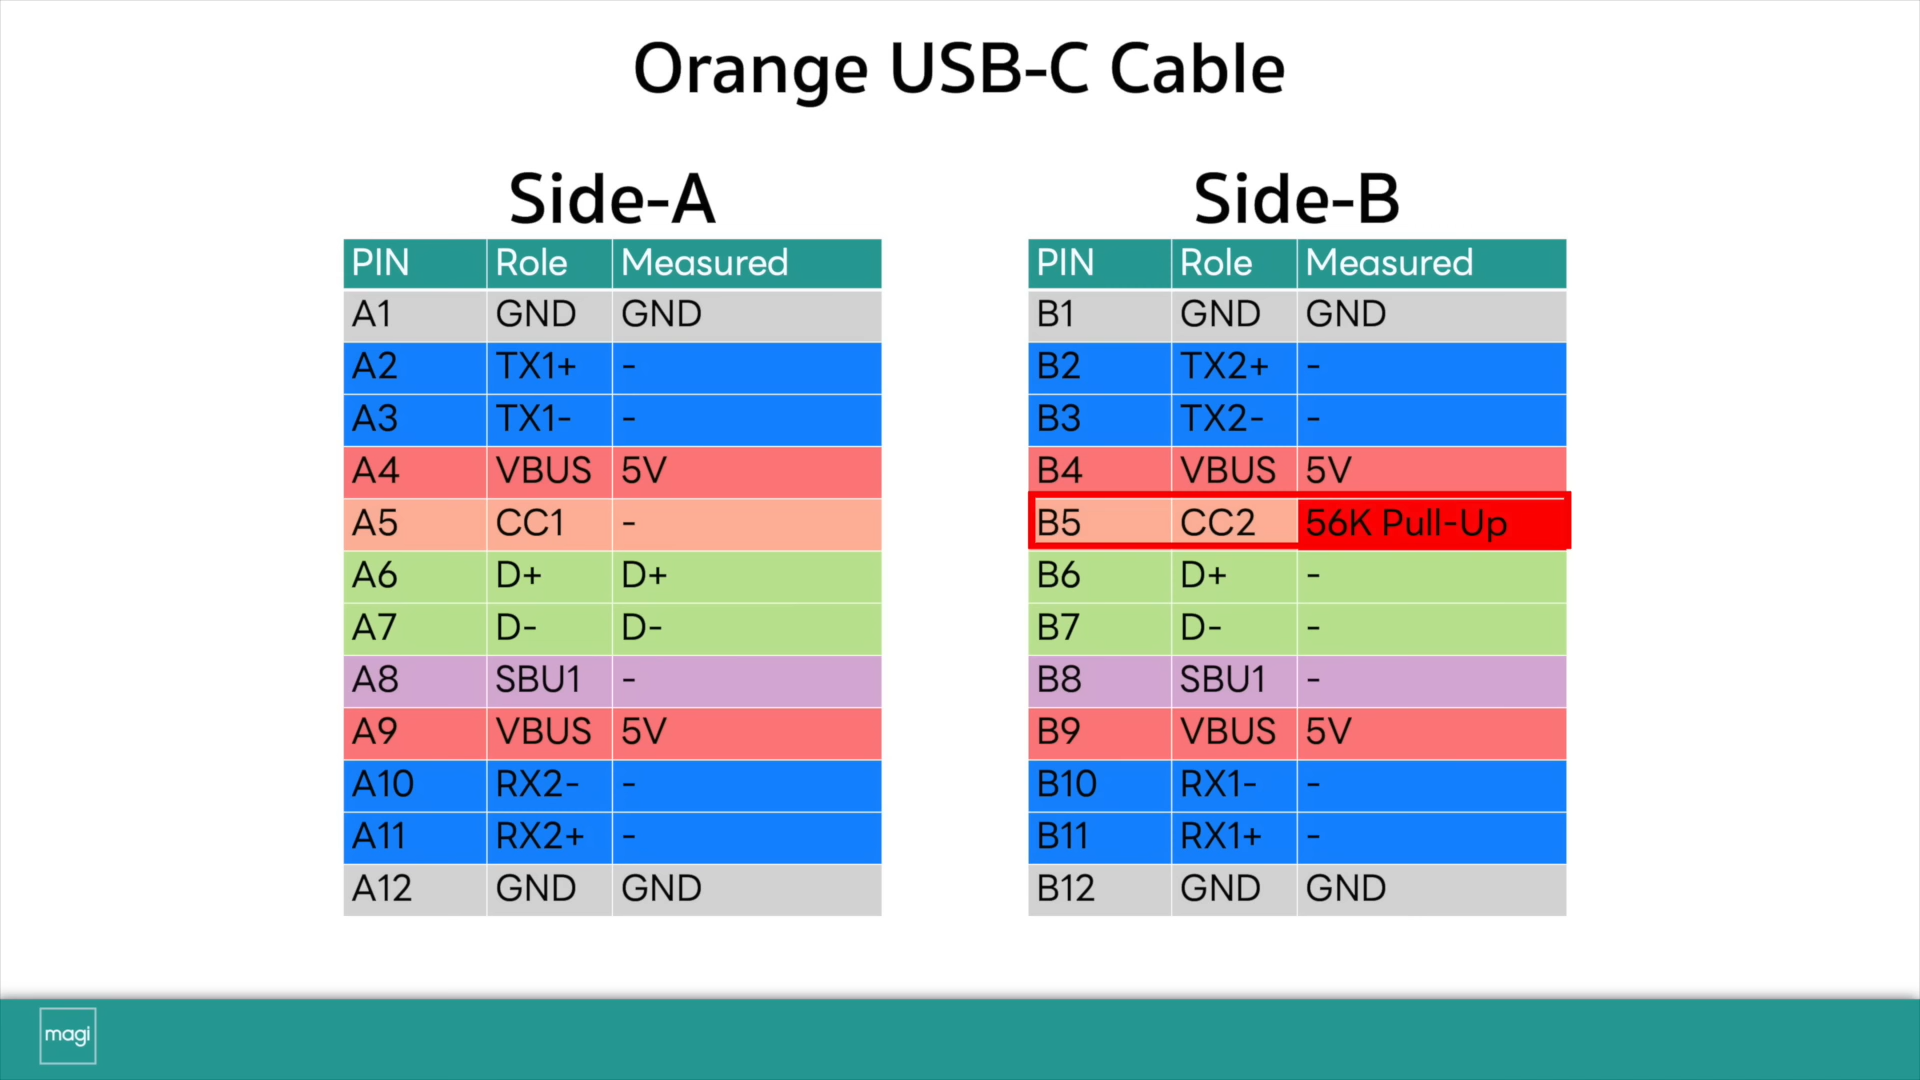 Orange USB-C Cable
Side-A
PIN Role Measured
A1 GND GND
A2 TX1+ -
A3 TX1- -
A4 VBUS 5V
A5 CC1 -
A6 D+ D+
A7 D- D-
A8 SBU1 -
A9 VBUS 5V
A10 RX2- -
A11 RX2+ -
A12 GND GND
Side-B
PIN Role Measured
B1 GND GND
B2 TX2+ -
B3 TX2- -
B4 VBUS 5V
B5 CC2 56K Pull-Up
B6 D+ -
B7 D- -
B8 SBU1 -
B9 VBUS 5V
B10 RX1- -
B11 RX1+ -
B12 GND GND
magi